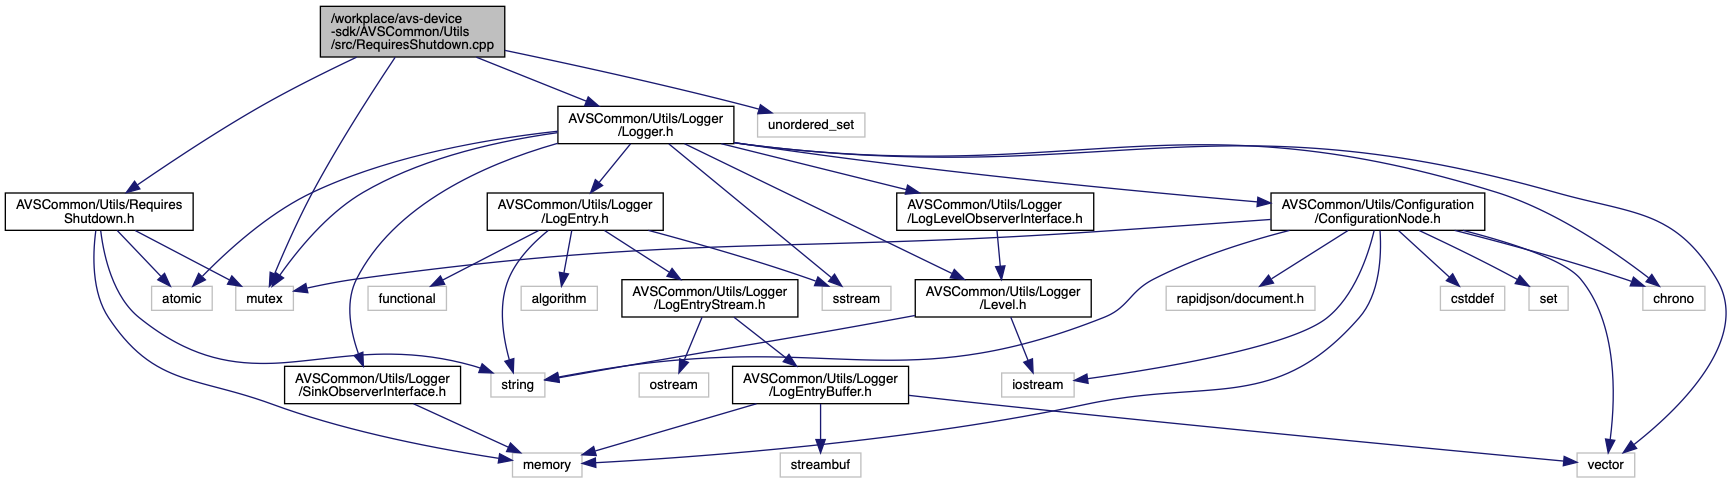 /workplace/avs-device
-sdk/AVSCommon/Utils
/src/RequiresShutdown.cpp
AVSCommon/Utils/Logger
/Logger.h
unordered_set
AVSCommon/Utils/Requires
Shutdown.h
AVSCommon/Utils/Logger
/LogEntry.h
AVSCommon/Utils/Logger
/LogLevelObserverInterface.h
AVSCommon/Utils/Configuration
/ConfigurationNode.h
atomic
mutex
functional
algorithm
AVSCommon/Utils/Logger
/LogEntryStream.h
sstream
AVSCommon/Utils/Logger
/Level.h
rapidjson/document.h
cstddef
set
chrono
AVSCommon/Utils/Logger
/SinkObserverInterface.h
string
ostream
AVSCommon/Utils/Logger
/LogEntryBuffer.h
iostream
memory
streambuf
vector